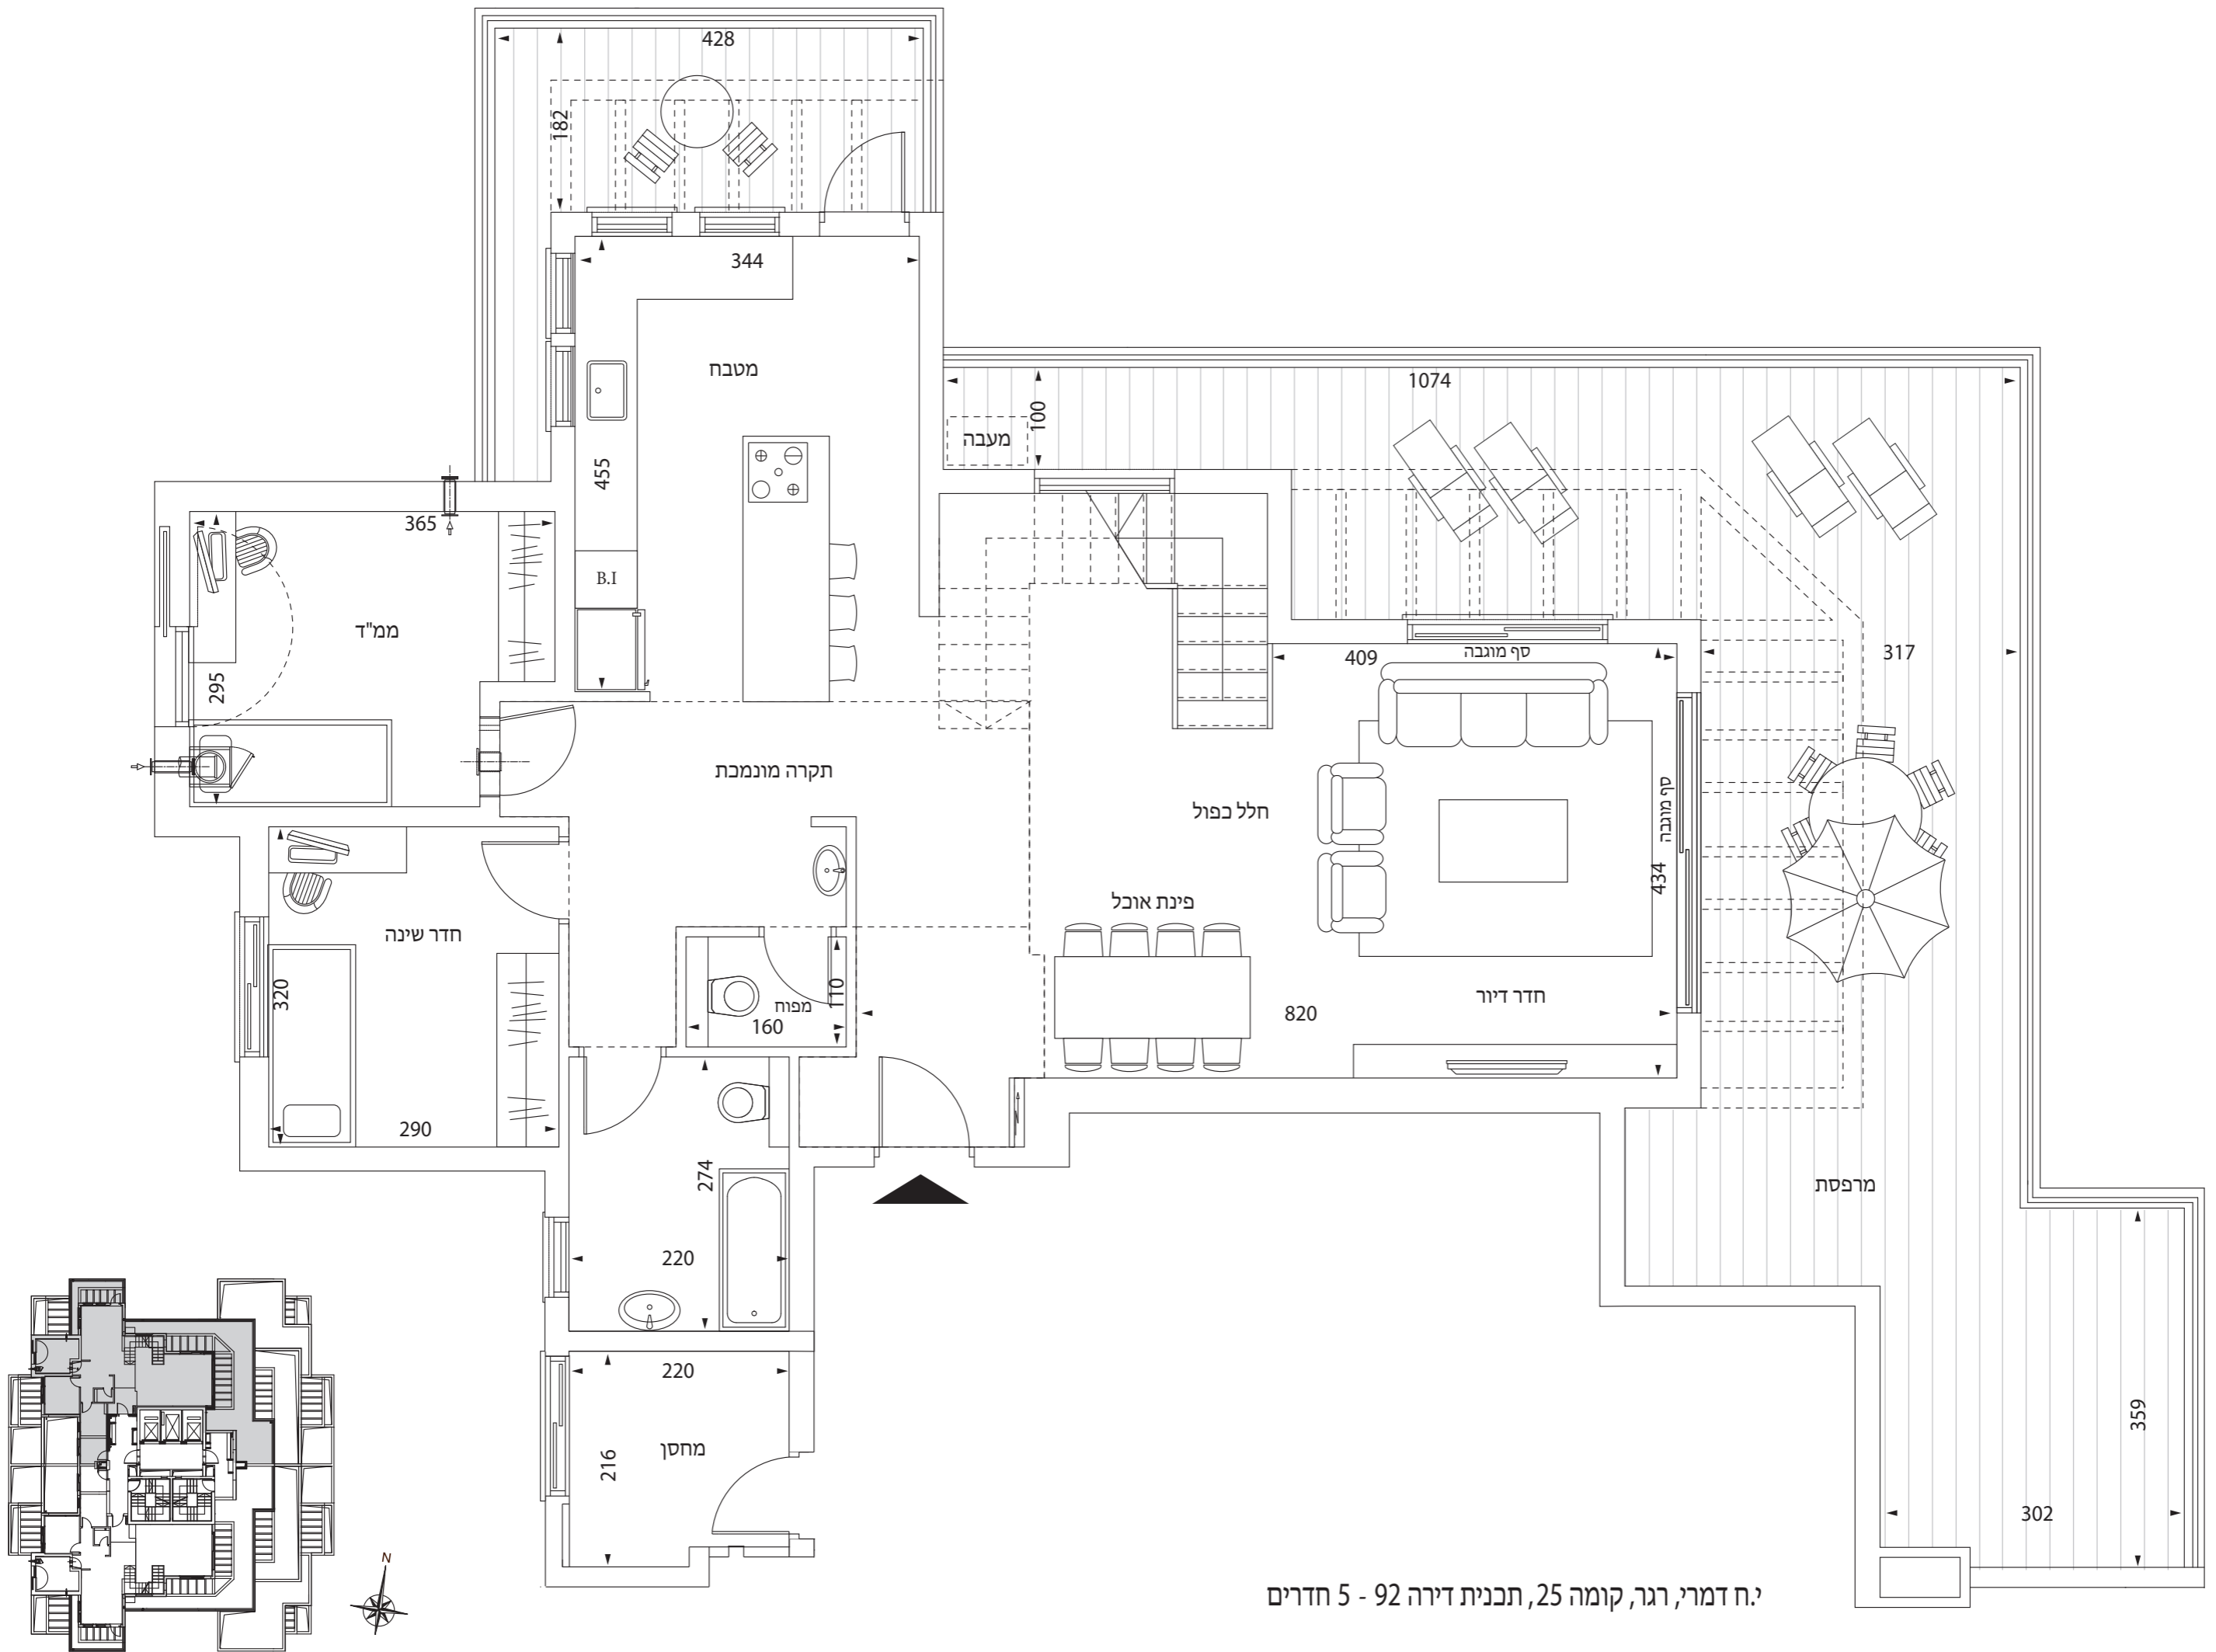 428
182
344
מטבח
1074
100
מעבה
455
365
B.I
ממ"ד
295
409
סף מוגבה
317
תקרה מונמכת
חלל כפול
סף מוגבה
434
פינת אוכל
חדר שינה
320
מפוח
110
160
820
חדר דיור
290
274
220
מרפסת
220
216
מחסן
359
302
N
י.ח דמרי, רגר, קומה 25, תכנית דירה 92 - 5 חדרים